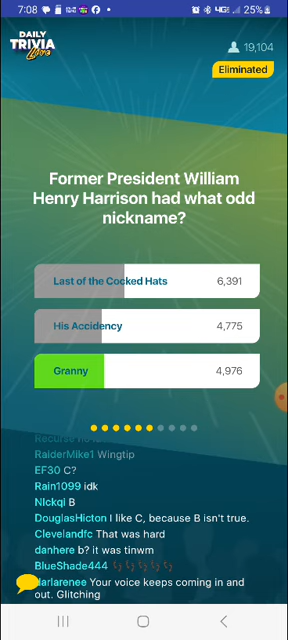 7:08
4G
25%
DAILY
TRIVIA
Live
19,104
Eliminated
Former President William
Henry Harrison had what odd
nickname?
Last of the Cocked Hats 6,391
His Accidency 4,775
Granny 4,976
RaiderMike1 Wingtip
EF30 C?
Rain1099 idk
NIckqi B
DouglasHicton I like C, because B isn't true.
Clevelandfc That was hard
danhere b? it was tinwm
BlueShade444
arlarenee Your voice keeps coming in and
out. Glitching